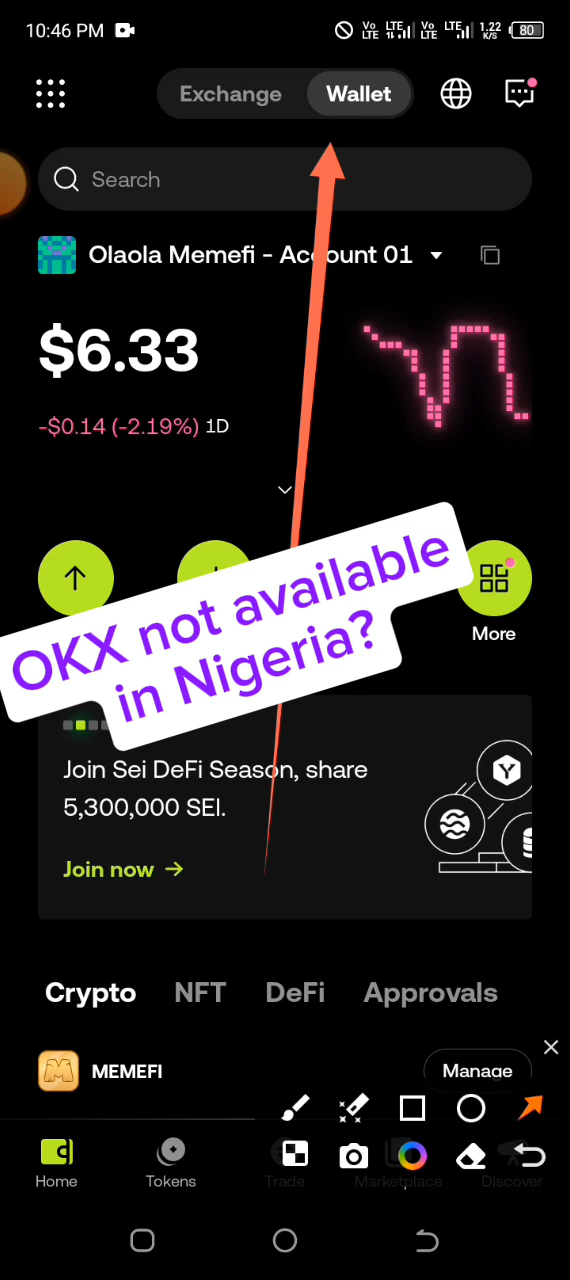 10:46 PM
Vo LTE LTE Vo LTE LTE 1.22 K/S 80
Exchange Wallet
Search
Olaola Memefi - Account 01
$6.33
-$0.14 (-2.19%) 1D
OKX not available
in Nigeria?
More
Join Sei DeFi Season, share
5,300,000 SEI.
Join now →
Crypto NFT DeFi Approvals
MEMEFI Manage
Home Tokens Trade Marketplace Discover